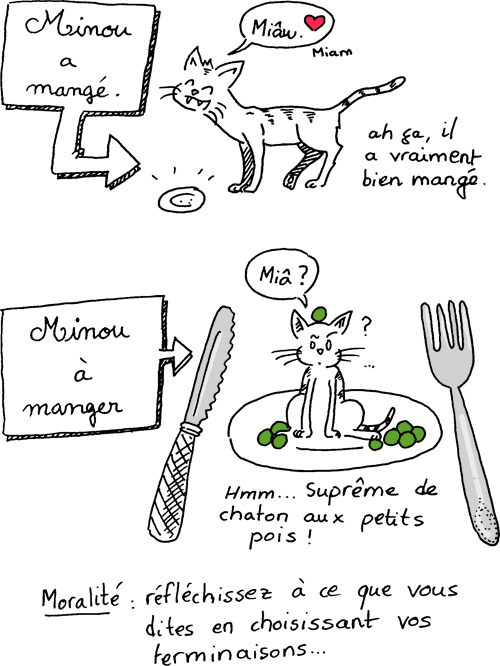 Minou
a
mangé.
Miâu.
Miam
ah ça, il
a vraiment
bien mangé.
Miâ ?
?
...
Minou
à
manger
Hmm... Suprême de
chaton aux petits
pois !
Moralité : réfléchissez à ce que vous
dites en choisissant vos
terminaisons...